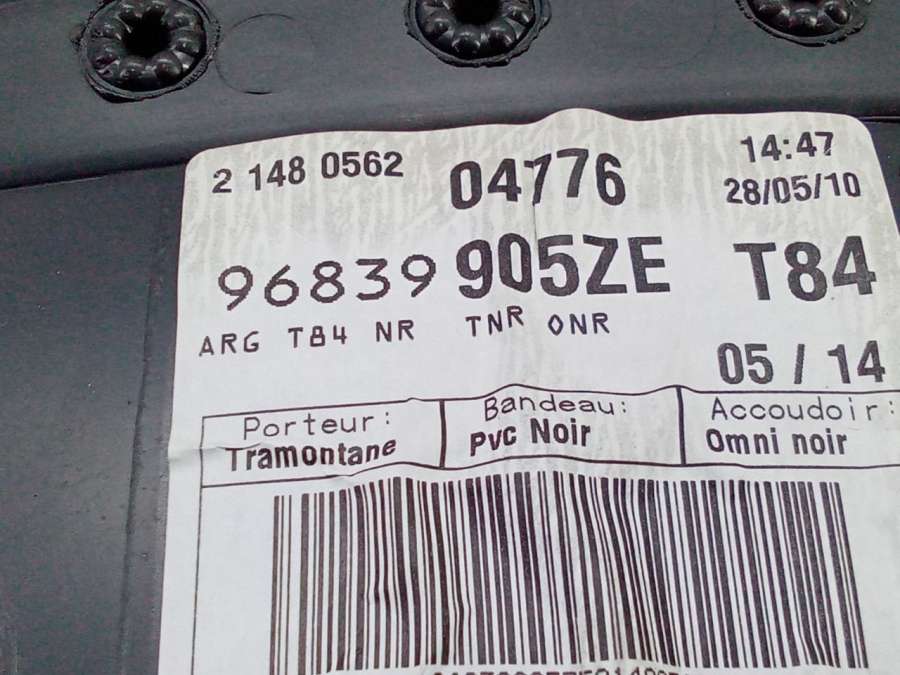 2 148 0562 04776 14:47
28/05/10
96839 905ZE T84
ARG T84 NR TNR ONR
05 / 14
Porteur: Bandeau: Accoudoir:
Tramontane Pvc Noir Omni noir